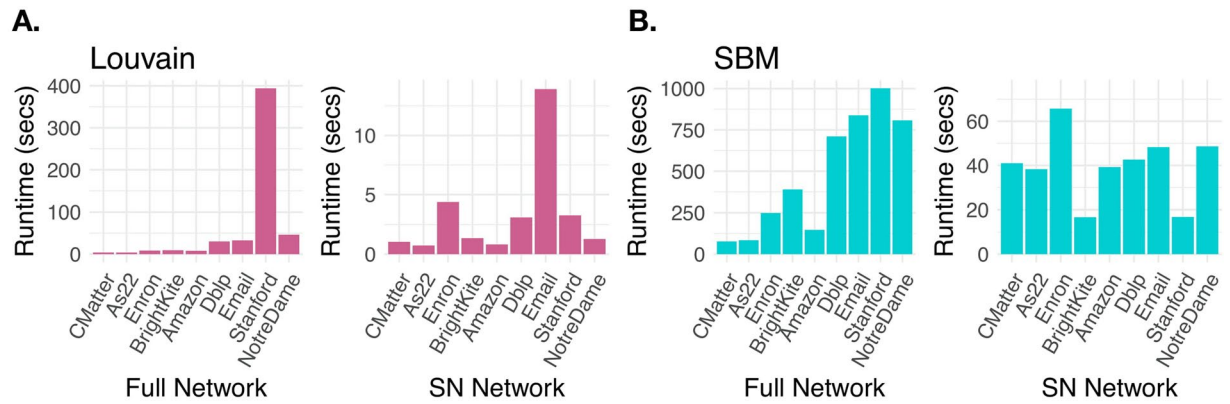 A.
Louvain
Runtime (secs)
400
300
200
100
0
CMatter
As22
Enron
BrightKite
Amazon
Dblp
Email
Stanford
NotreDame
Full Network
Runtime (secs)
10
5
0
CMatter
As22
Enron
BrightKite
Amazon
Dblp
Email
Stanford
NotreDame
SN Network
B.
SBM
Runtime (secs)
1000
750
500
250
0
CMatter
As22
Enron
BrightKite
Amazon
Dblp
Email
Stanford
NotreDame
Full Network
Runtime (secs)
60
40
20
0
CMatter
As22
Enron
BrightKite
Amazon
Dblp
Email
Stanford
NotreDame
SN Network